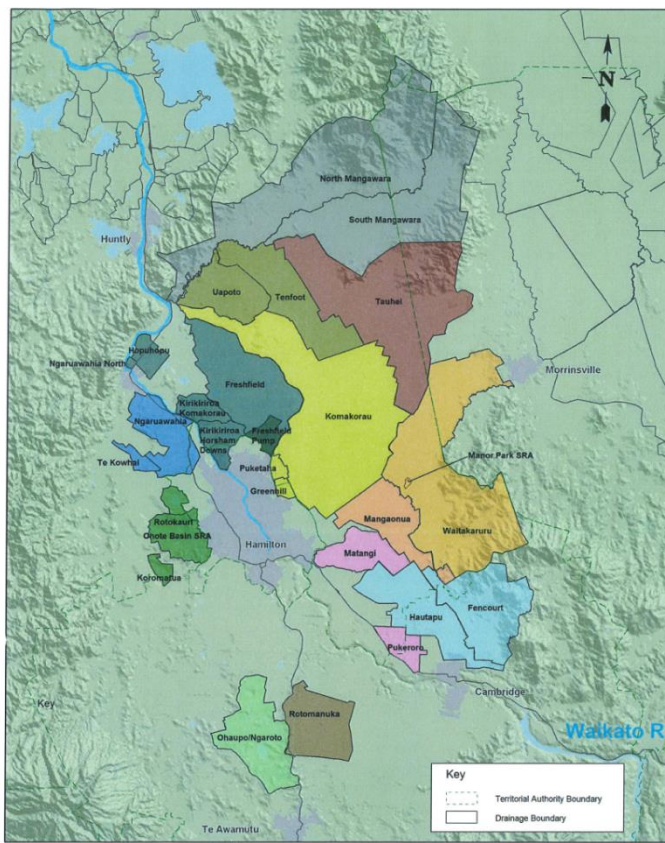 N
North Mangawara
South Mangawara
Huntly
Uapoto
Tenfoot
Tauhei
Hopuhopu
Ngaruawahia North
Freshfield
Morrinsville
Kirikiriroa
Komakorau
Komakorau
Ngaruawahia
Kirikiriroa
Horsham
Downs
Freshfield
Pump
Te Kowhai
Puketaha
Manor Park SRA
Greenhill
Rotokauri
Mangaonua
Waitakaruru
Onote Basin SRA
Hamilton
Matangi
Koromatua
Hautapu
Fencourt
Pukeroro
Key
Cambridge
Rotomanuka
Waikato R
Ohaupo/Ngaroto
Key
Territorial Authority Boundary
Drainage Boundary
Te Awamutu